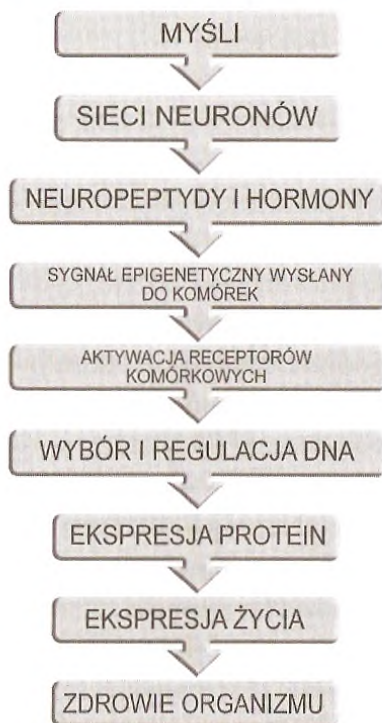 MYŚLI
SIECI NEURONÓW
NEUROPEPTYDY I HORMONY
SYGNAŁ EPIGENETYCZNY WYSŁANY
DO KOMÓREK
AKTYWACJA RECEPTORÓW
KOMÓRKOWYCH
WYBÓR I REGULACJA DNA
EKSPRESJA PROTEIN
EKSPRESJA ŻYCIA
ZDROWIE ORGANIZMU